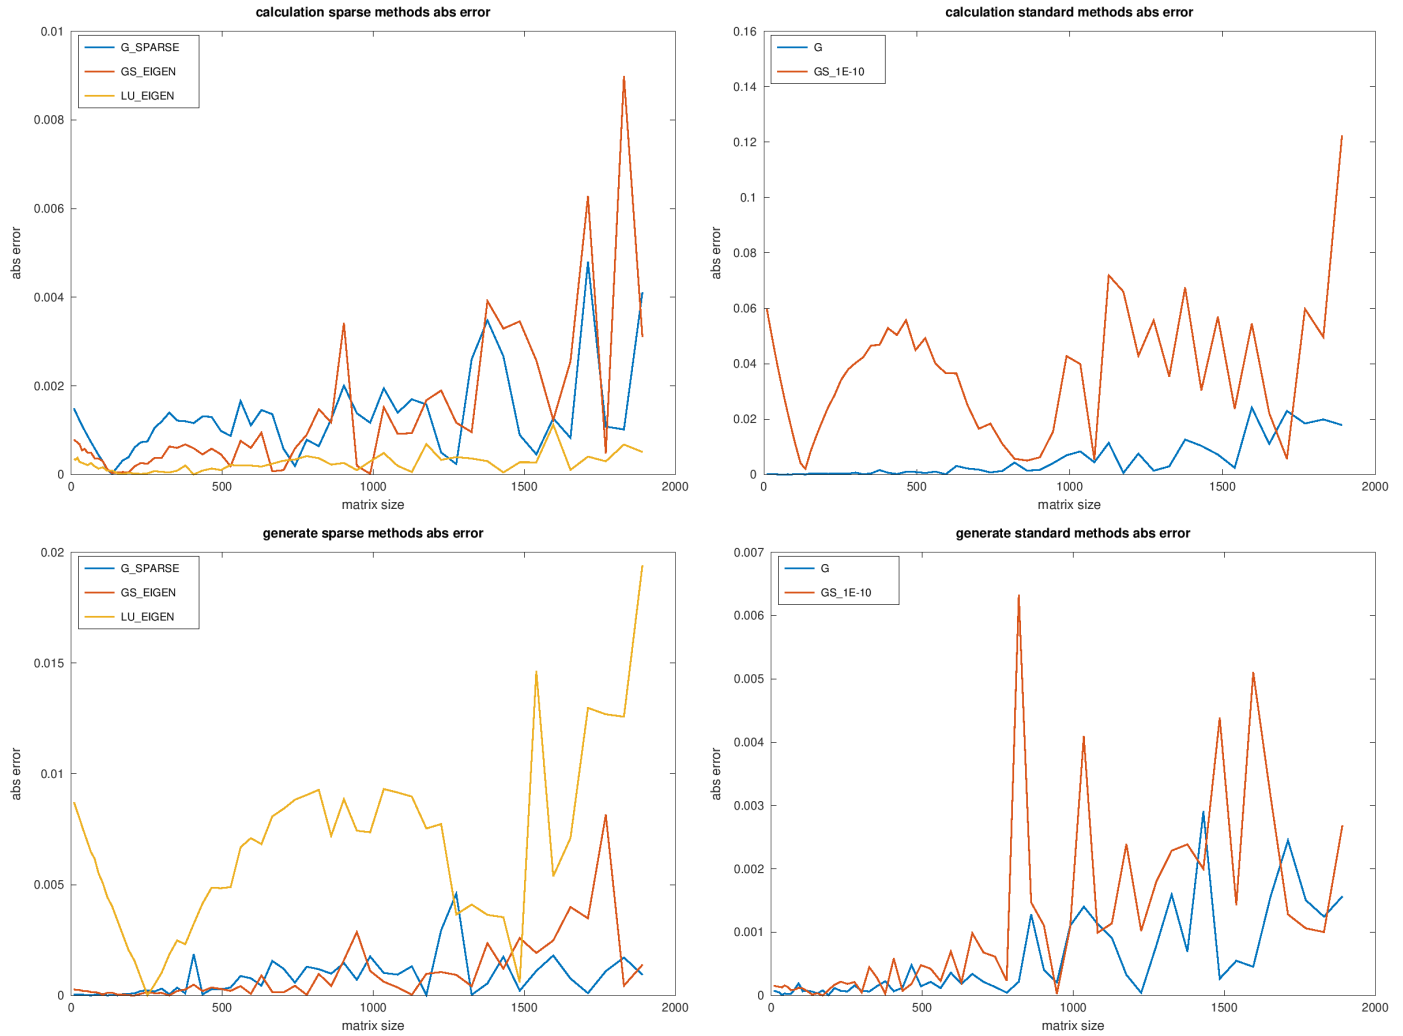 calculation sparse methods abs error
0.01
0.008
0.006
0.004
0.002
0
abs error
G_SPARSE
GS_EIGEN
LU_EIGEN
0 500 1000 1500 2000
matrix size
calculation standard methods abs error
0.16
0.14
0.12
0.1
0.08
0.06
0.04
0.02
0
abs error
G
GS_1E-10
0 500 1000 1500 2000
matrix size
generate sparse methods abs error
0.02
0.015
0.01
0.005
0
abs error
G_SPARSE
GS_EIGEN
LU_EIGEN
0 500 1000 1500 2000
matrix size
generate standard methods abs error
0.007
0.006
0.005
0.004
0.003
0.002
0.001
0
abs error
G
GS_1E-10
0 500 1000 1500 2000
matrix size